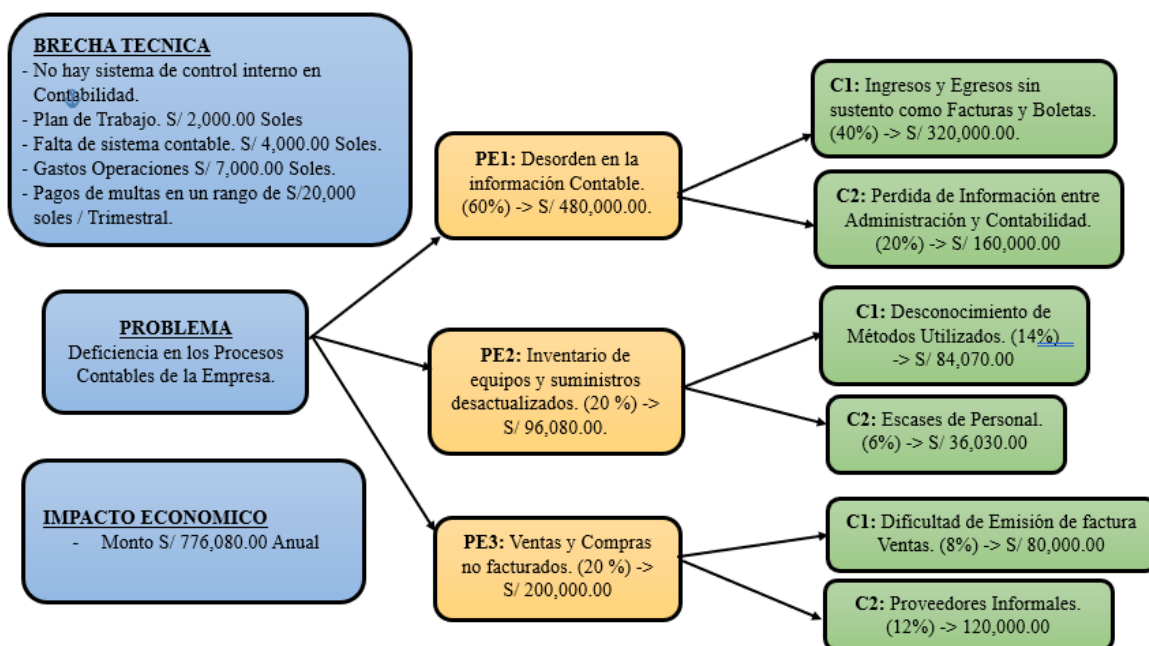 BRECHA TECNICA
- No hay sistema de control interno en
Contabilidad.
- Plan de Trabajo. S/ 2,000.00 Soles
- Falta de sistema contable. S/ 4,000.00 Soles.
- Gastos Operaciones S/ 7,000.00 Soles.
- Pagos de multas en un rango de S/20,000
soles / Trimestral.
PROBLEMA
Deficiencia en los Procesos
Contables de la Empresa.
IMPACTO ECONOMICO
- Monto S/ 776,080.00 Anual
PE1: Desorden en la
información Contable.
(60%) -> S/ 480,000.00.
PE2: Inventario de
equipos y suministros
desactualizados. (20 %) ->
S/ 96,080.00.
PE3: Ventas y Compras
no facturados. (20 %) ->
S/ 200,000.00
C1: Ingresos y Egresos sin
sustento como Facturas y Boletas.
(40%) -> S/ 320,000.00.
C2: Perdida de Información entre
Administración y Contabilidad.
(20%) -> S/ 160,000.00
C1: Desconocimiento de
Métodos Utilizados. (14%)
-> S/ 84,070.00
C2: Escases de Personal.
(6%) -> S/ 36,030.00
C1: Dificultad de Emisión de factura
Ventas. (8%) -> S/ 80,000.00
C2: Proveedores Informales.
(12%) -> 120,000.00